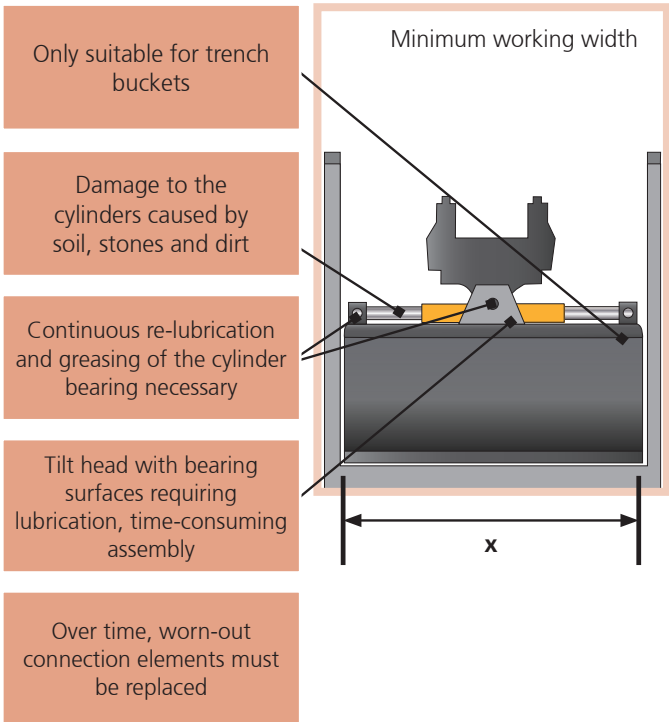 Only suitable for trench
buckets
Minimum working width
Damage to the
cylinders caused by
soil, stones and dirt
Continuous re-lubrication
and greasing of the cylinder
bearing necessary
Tilt head with bearing
surfaces requiring
lubrication, time-consuming
assembly
x
Over time, worn-out
connection elements must
be replaced